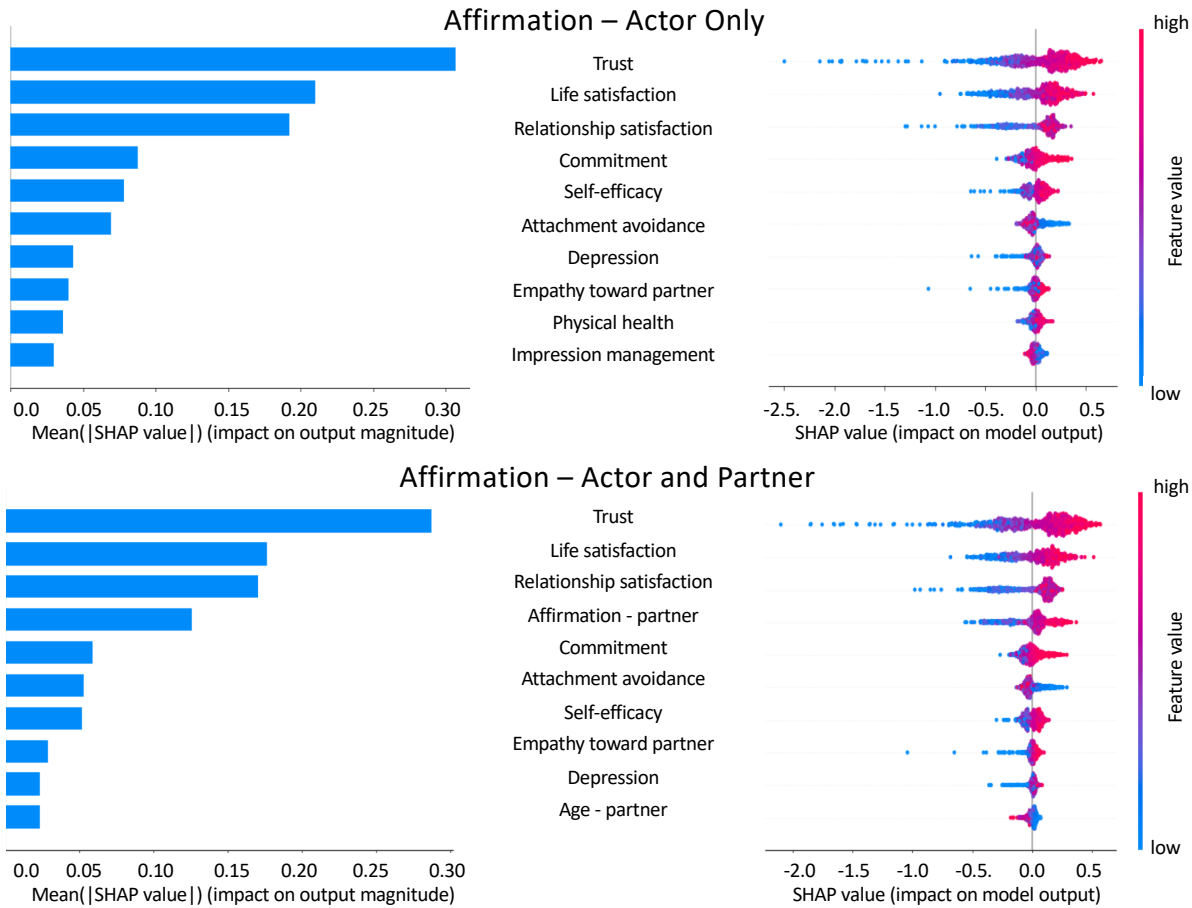 Affirmation – Actor Only
high
Trust
Life satisfaction
Relationship satisfaction
Commitment
Self-efficacy
Attachment avoidance
Depression
Empathy toward partner
Physical health
Impression management
Feature value
low
0.0 0.05 0.10 0.15 0.20 0.25 0.30
-2.5. -2.0 -1.5 -1.0 -0.5. 0.0 0.5
Mean(|SHAP value|) (impact on output magnitude)
SHAP value (impact on model output)
Affirmation – Actor and Partner
high
Trust
Life satisfaction
Relationship satisfaction
Affirmation - partner
Commitment
Attachment avoidance
Self-efficacy
Empathy toward partner
Depression
Age - partner
Feature value
low
0.0 0.05 0.10 0.15 0.20 0.25 0.30
-2.0 -1.5 -1.0 -0.5. 0.0 0.5
Mean(|SHAP value|) (impact on output magnitude)
SHAP value (impact on model output)